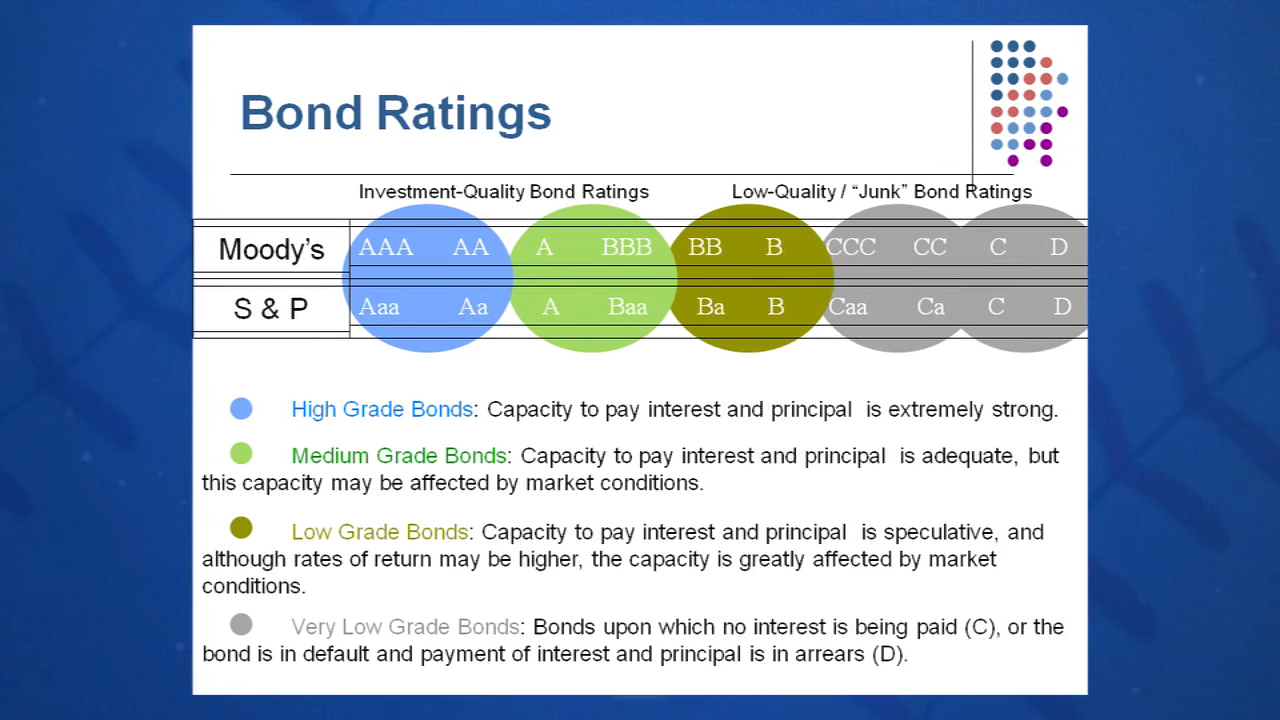 Bond Ratings
Investment-Quality Bond Ratings Low-Quality / “Junk” Bond Ratings
Moody’s AAA AA A BBB BB B CCC CC C D
S & P Aaa Aa A Baa Ba B Caa Ca C D
High Grade Bonds: Capacity to pay interest and principal is extremely strong.
Medium Grade Bonds: Capacity to pay interest and principal is adequate, but
this capacity may be affected by market conditions.
Low Grade Bonds: Capacity to pay interest and principal is speculative, and
although rates of return may be higher, the capacity is greatly affected by market
conditions.
Very Low Grade Bonds: Bonds upon which no interest is being paid (C), or the
bond is in default and payment of interest and principal is in arrears (D).